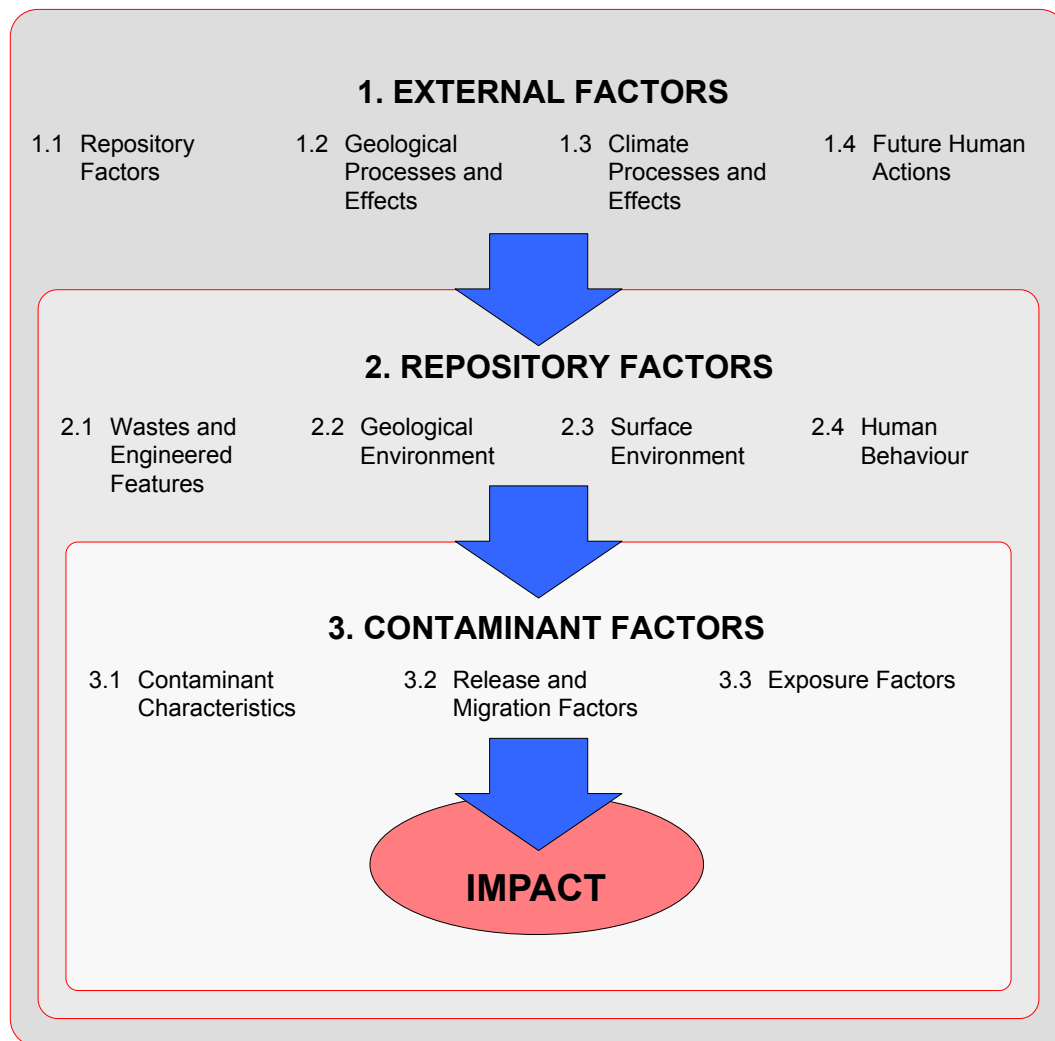 1. EXTERNAL FACTORS
1.1 Repository
Factors
1.2 Geological
Processes and
Effects
1.3 Climate
Processes and
Effects
1.4 Future Human
Actions
2. REPOSITORY FACTORS
2.1 Wastes and
Engineered
Features
2.2 Geological
Environment
2.3 Surface
Environment
2.4 Human
Behaviour
3. CONTAMINANT FACTORS
3.1 Contaminant
Characteristics
3.2 Release and
Migration Factors
3.3 Exposure Factors
IMPACT